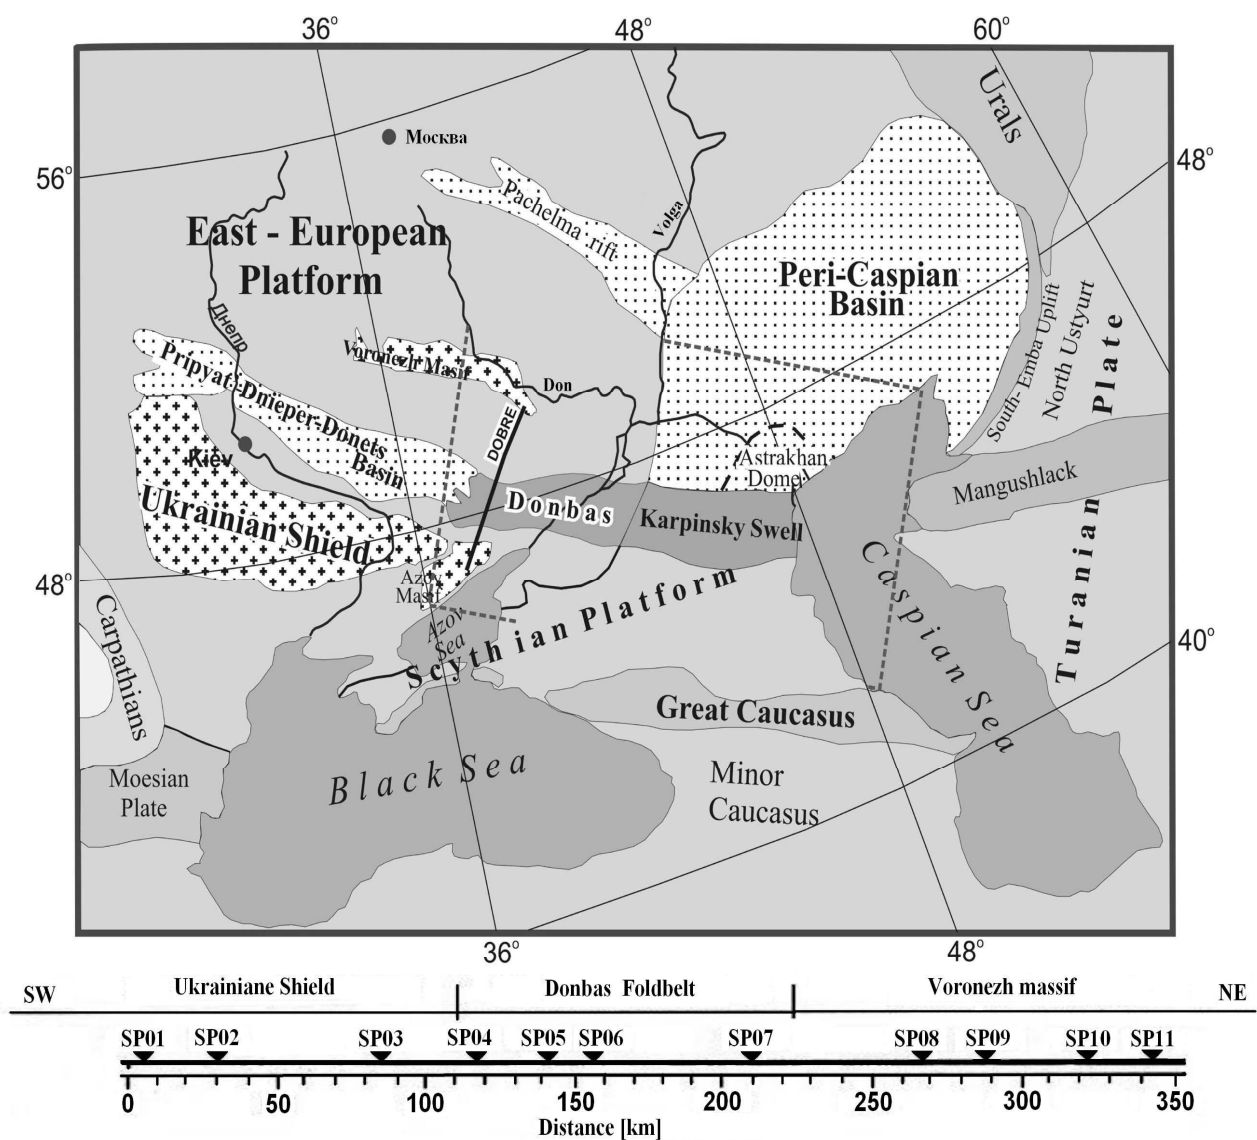 36° 48° 60°
Москва
Urals
48°
56°
Pachelma rift
Volga
East - European
Platform
Peri-Caspian
Basin
Днепр
South- Emba Uplift
North Ustyurt
Plate
Voronezh Masif
Pripyat-Dnieper-Donets
Basin
Don
DOBRE
Kiev
Astrakhan
Dome
Mangushlack
Ukrainian Shield
Donbas
Karpinsky Swell
Turanian
48°
Azov
Masif
Azov
Sea
Scythian Platform
Caspian Sea
40°
Carpathians
Great Caucasus
Black Sea
Moesian
Plate
Minor
Caucasus
36° 48°
SW Ukrainiane Shield Donbas Foldbelt Voronezh massif NE
SP01 SP02 SP03 SP04 SP05 SP06 SP07 SP08 SP09 SP10 SP11
0 50 100 150 200 250 300 350
Distance [km]